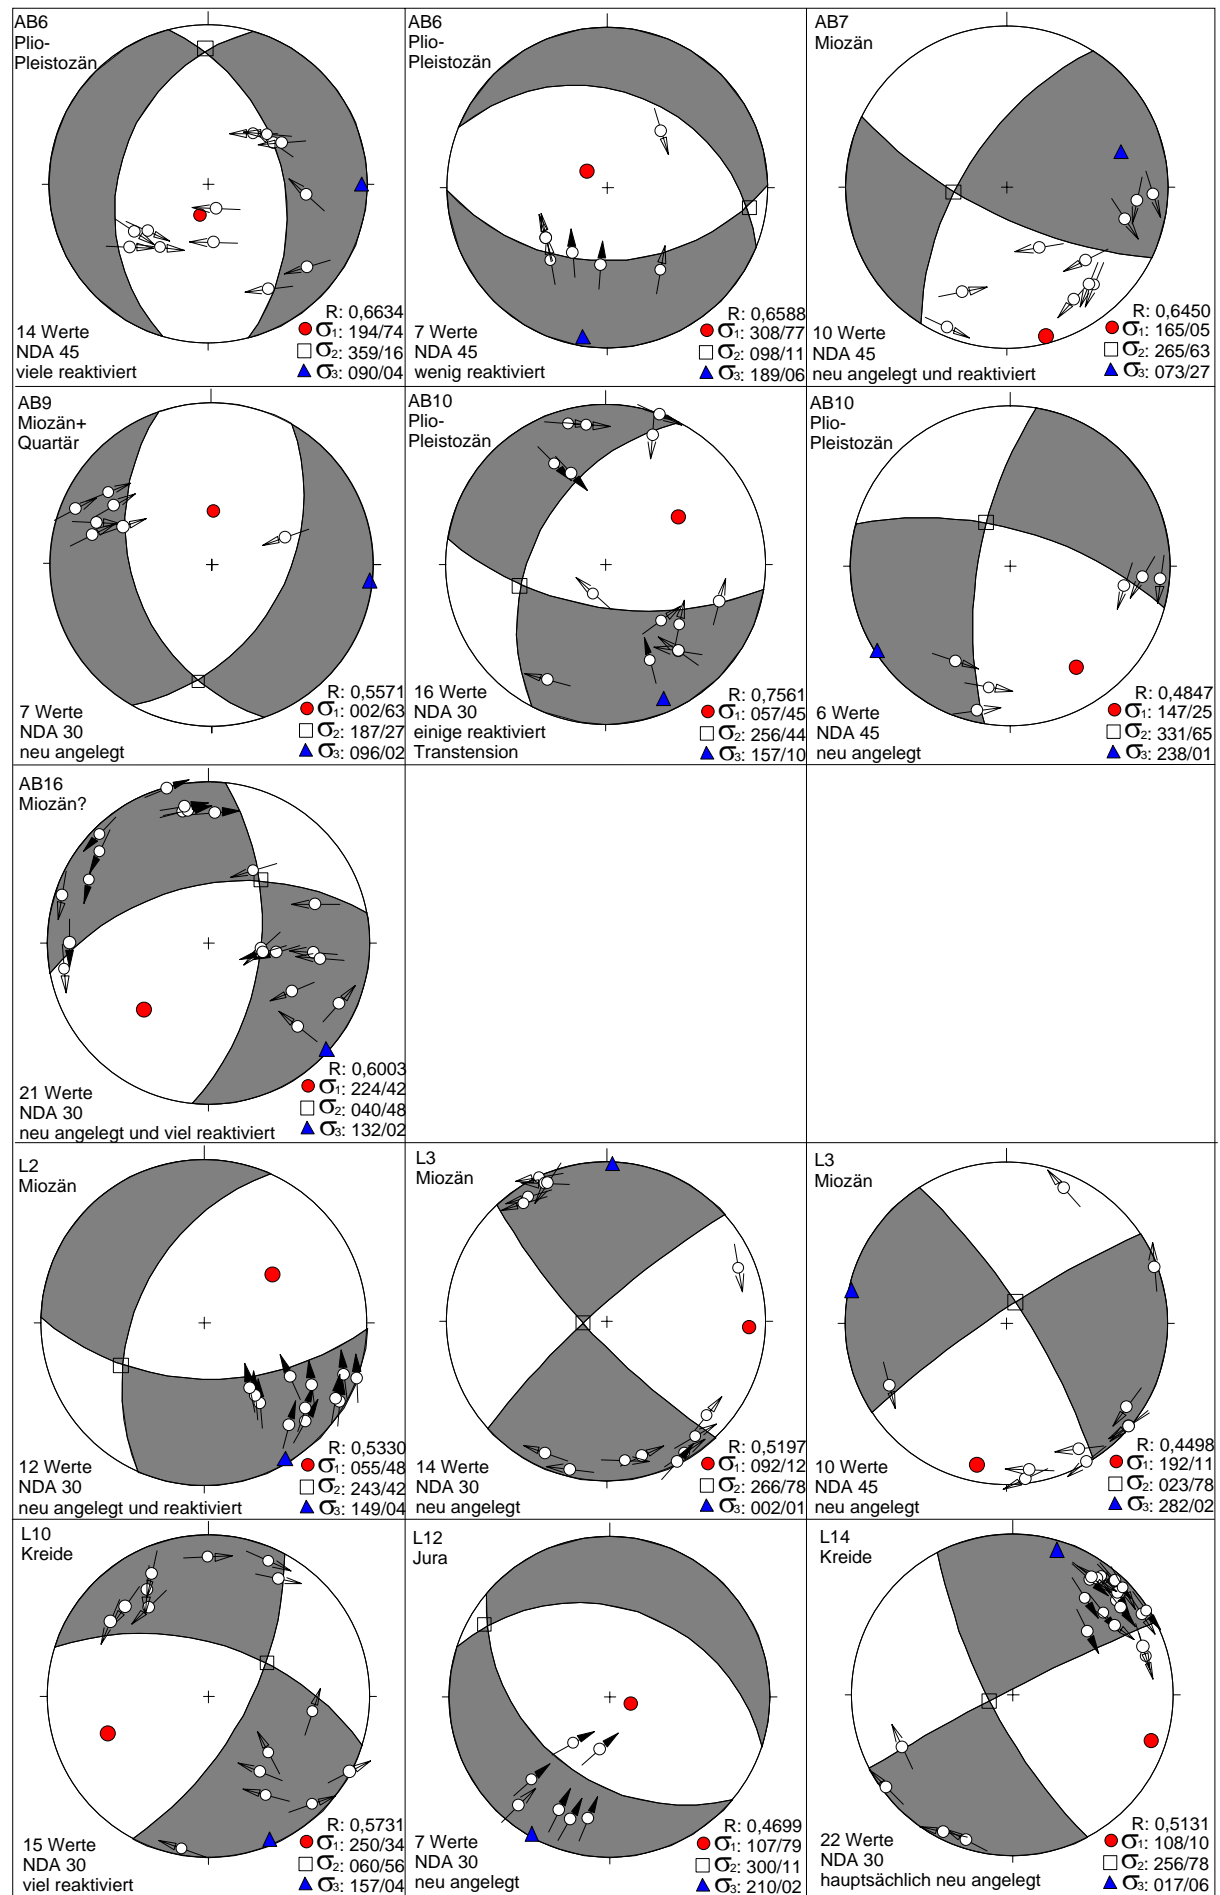 AB6
Plio-
Pleistozän
R: 0,6634
14 Werte
σ1: 194/74
NDA 45
σ2: 359/16
viele reaktiviert
σ3: 090/04
AB6
Plio-
Pleistozän
R: 0,6588
7 Werte
σ1: 308/77
NDA 45
σ2: 098/11
wenig reaktiviert
σ3: 189/06
AB7
Miozän
R: 0,6450
10 Werte
σ1: 165/05
NDA 45
σ2: 265/63
neu angelegt und reaktiviert
σ3: 073/27
AB9
Miozän+
Quartär
R: 0,5571
7 Werte
σ1: 002/63
NDA 30
σ2: 187/27
neu angelegt
σ3: 096/02
AB10
Plio-
Pleistozän
16 Werte
R: 0,7561
NDA 30
σ1: 057/45
einige reaktiviert
σ2: 256/44
Transtension
σ3: 157/10
AB10
Plio-
Pleistozän
R: 0,4847
6 Werte
σ1: 147/25
NDA 45
σ2: 331/65
neu angelegt
σ3: 238/01
AB16
Miozän?
R: 0,6003
21 Werte
σ1: 224/42
NDA 30
σ2: 040/48
neu angelegt und viel reaktiviert
σ3: 132/02
L2
Miozän
R: 0,5330
12 Werte
σ1: 055/48
NDA 30
σ2: 243/42
neu angelegt und reaktiviert
σ3: 149/04
L3
Miozän
R: 0,5197
14 Werte
σ1: 092/12
NDA 30
σ2: 266/78
neu angelegt
σ3: 002/01
L3
Miozän
R: 0,4498
10 Werte
σ1: 192/11
NDA 45
σ2: 023/78
neu angelegt
σ3: 282/02
L10
Kreide
R: 0,5731
15 Werte
σ1: 250/34
NDA 30
σ2: 060/56
viel reaktiviert
σ3: 157/04
L12
Jura
R: 0,4699
7 Werte
σ1: 107/79
NDA 30
σ2: 300/11
neu angelegt
σ3: 210/02
L14
Kreide
R: 0,5131
22 Werte
σ1: 108/10
NDA 30
σ2: 256/78
hauptsächlich neu angelegt
σ3: 017/06